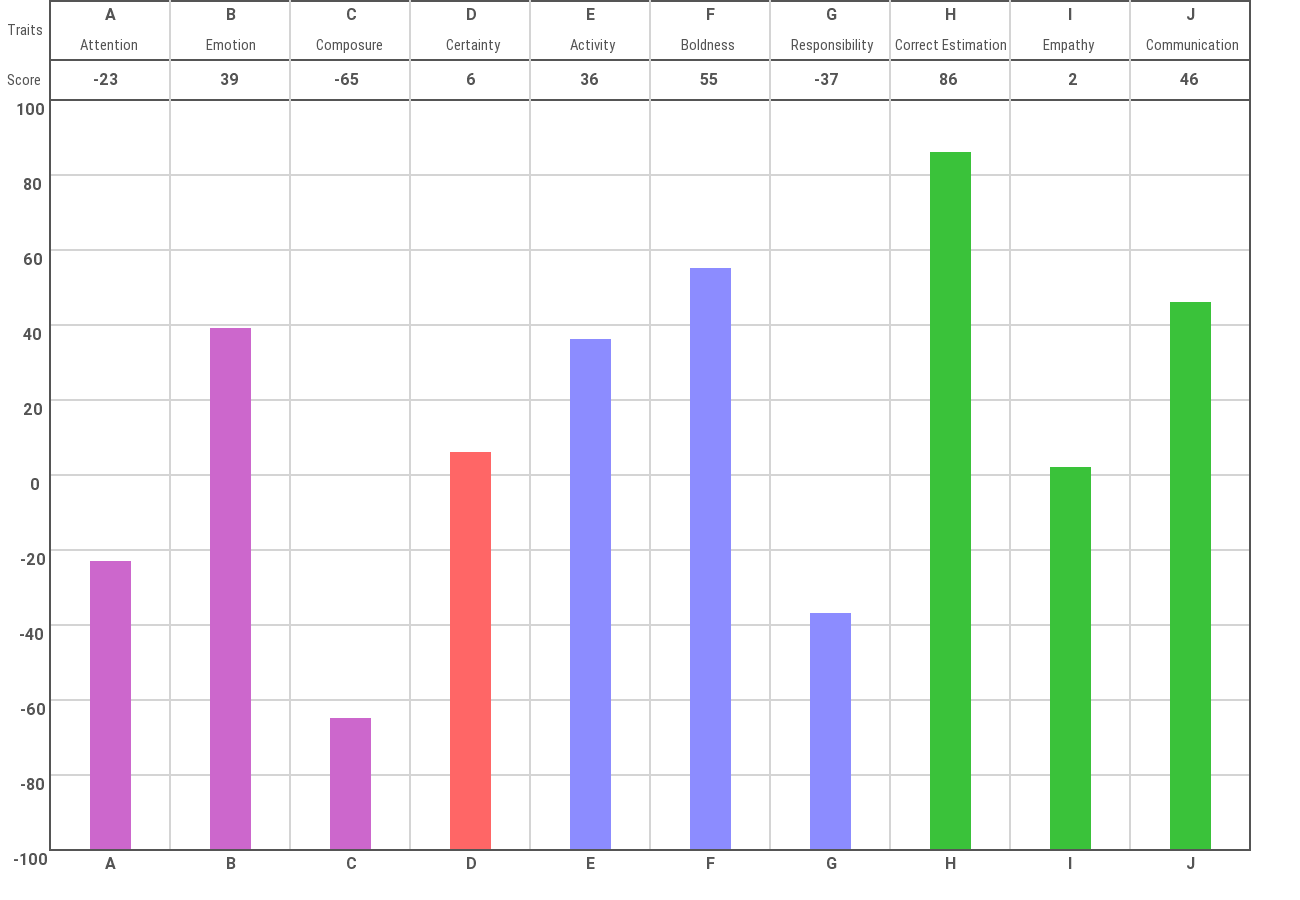 Traits A B C D E F G H I J
Attention Emotion Composure Certainty Activity Boldness Responsibility Correct Estimation Empathy Communication
Score -23 39 -65 6 36 55 -37 86 2 46
100
80
60
40
20
0
-20
-40
-60
-80
-100
A B C D E F G H I J